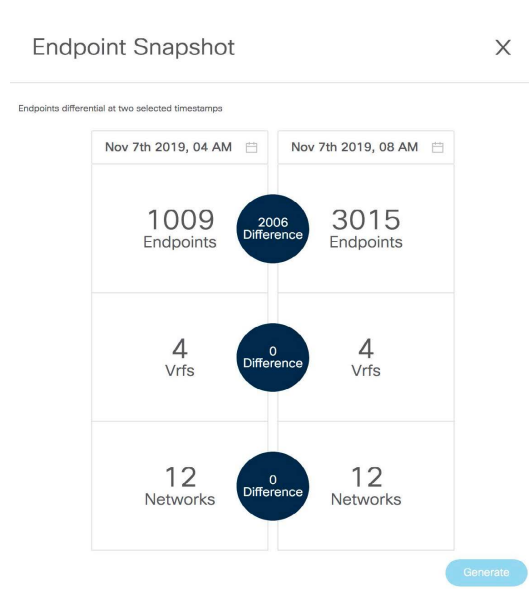 Endpoint Snapshot
Endpoints differential at two selected timestamps
Nov 7th 2019, 04 AM
Nov 7th 2019, 08 AM
1009
Endpoints
2006
Difference
3015
Endpoints
4
Vrfs
0
Difference
4
Vrfs
12
Networks
0
Difference
12
Networks
Generate